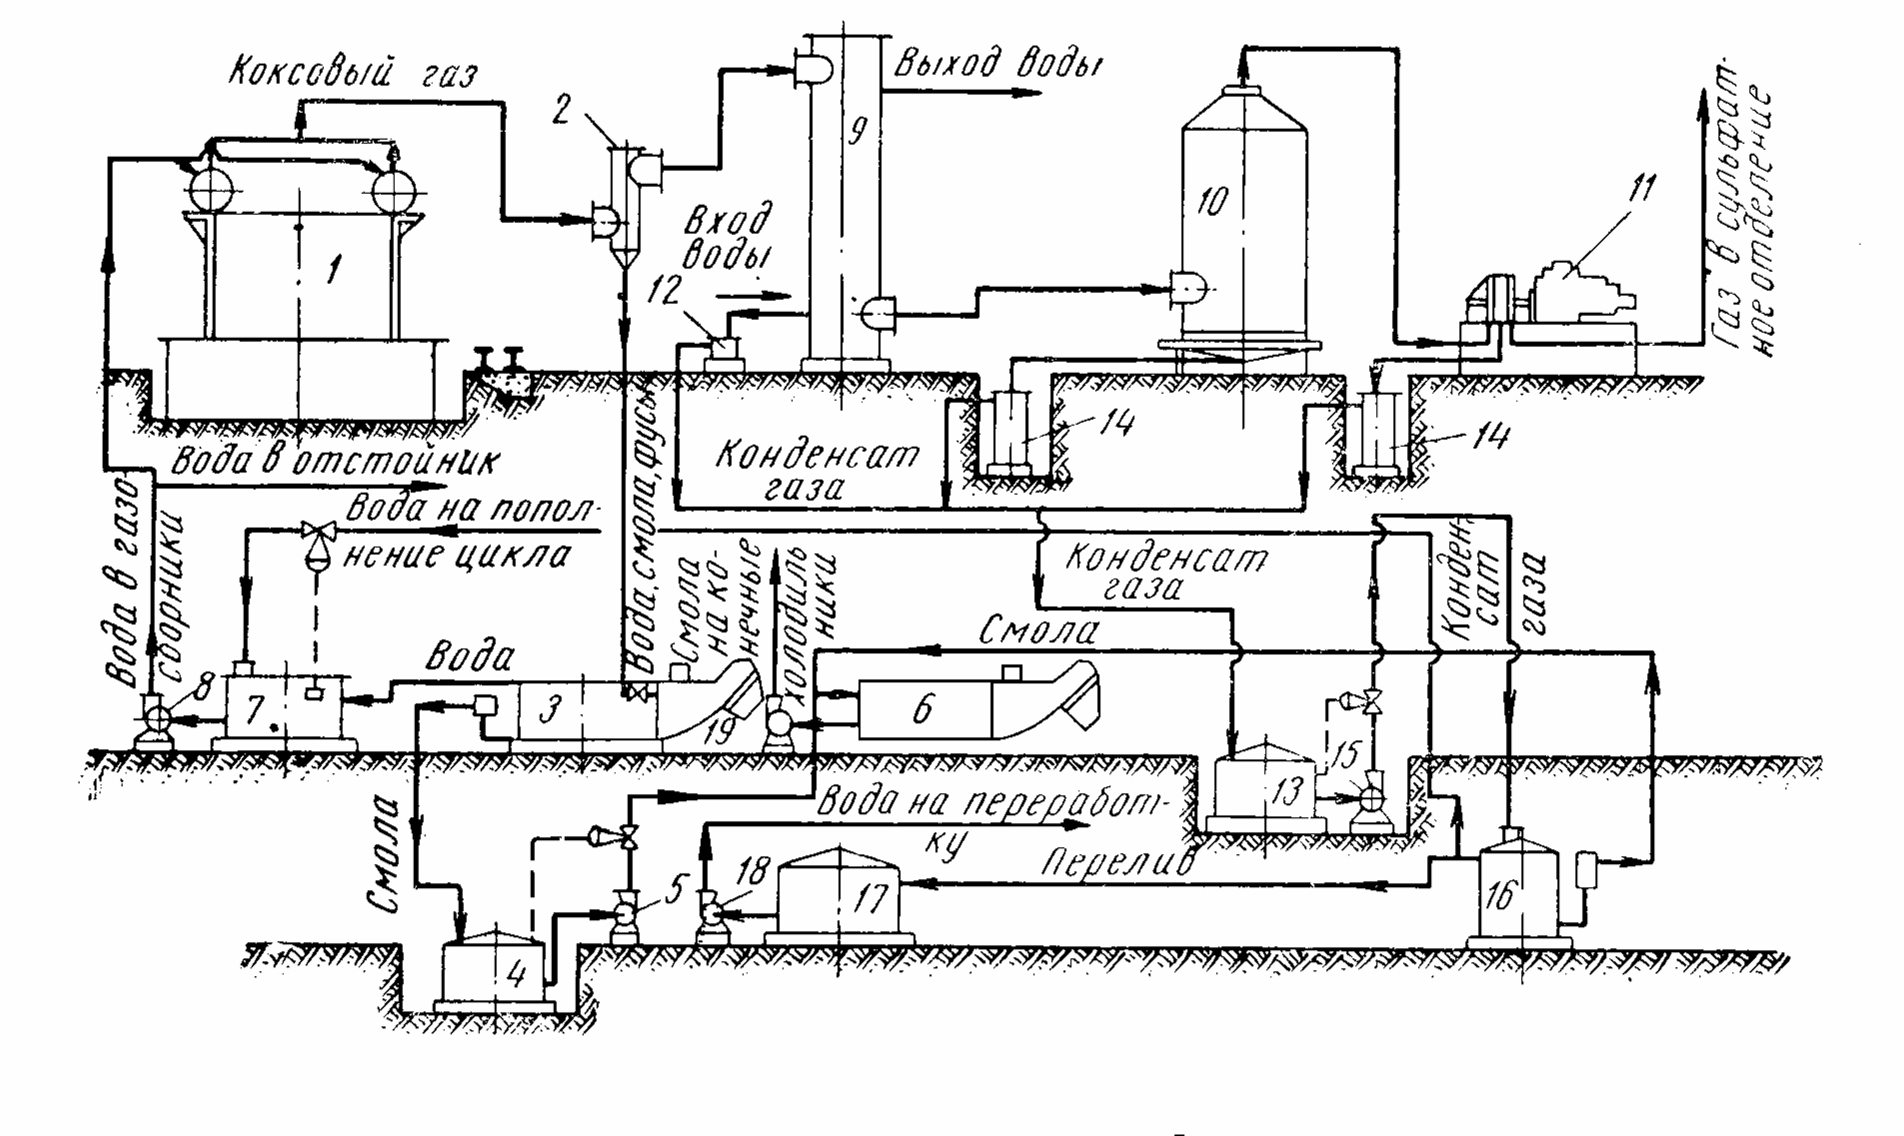 Коксовый газ
2
Выход воды
9
10
11
Газ в сульфат-
ное отделение
1
Вход
воды
12
14
14
Конденсат
газа
Вода в отстойник
Вода в газо-
сборники
Вода на попол-
нение цикла
Вода, смола, фусы
Смола
на ко-
нечные
холодиль
ники
Конденсат
газа
Конден-
сат
газа
Смола
Вода
8
7
3
19
6
15
13
Смола
Вода на переработ-
ку
Перелив
5
18
17
16
4